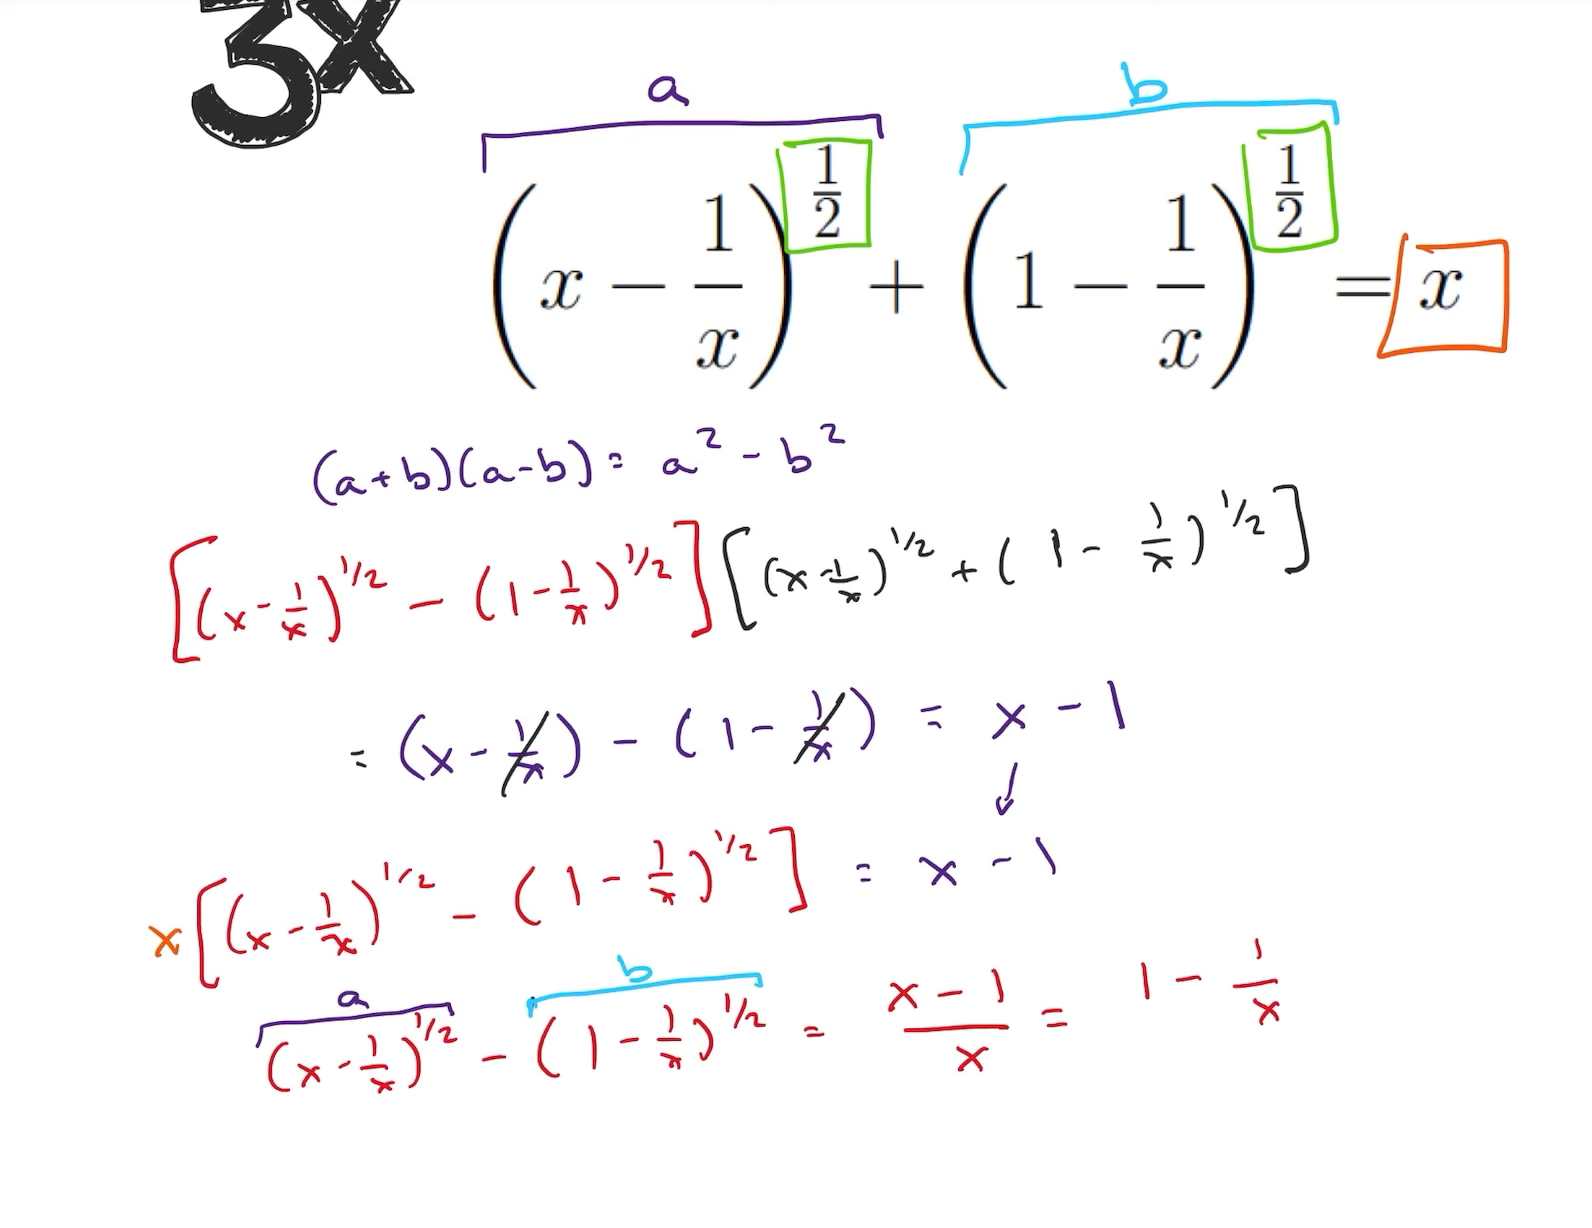 3x
a b
(x - 1/x)^(1/2) + (1 - 1/x)^(1/2) = x
(a+b)(a-b) = a² - b²
[(x - 1/x)^1/2 - (1 - 1/x)^1/2] [(x - 1/x)^1/2 + (1 - 1/x)^1/2]
= (x - 1/x) - (1 - 1/x) = x - 1
↓
x[(x - 1/x)^1/2 - (1 - 1/x)^1/2] = x - 1
a b
(x - 1/x)^1/2 - (1 - 1/x)^1/2 = (x - 1)/x = 1 - 1/x